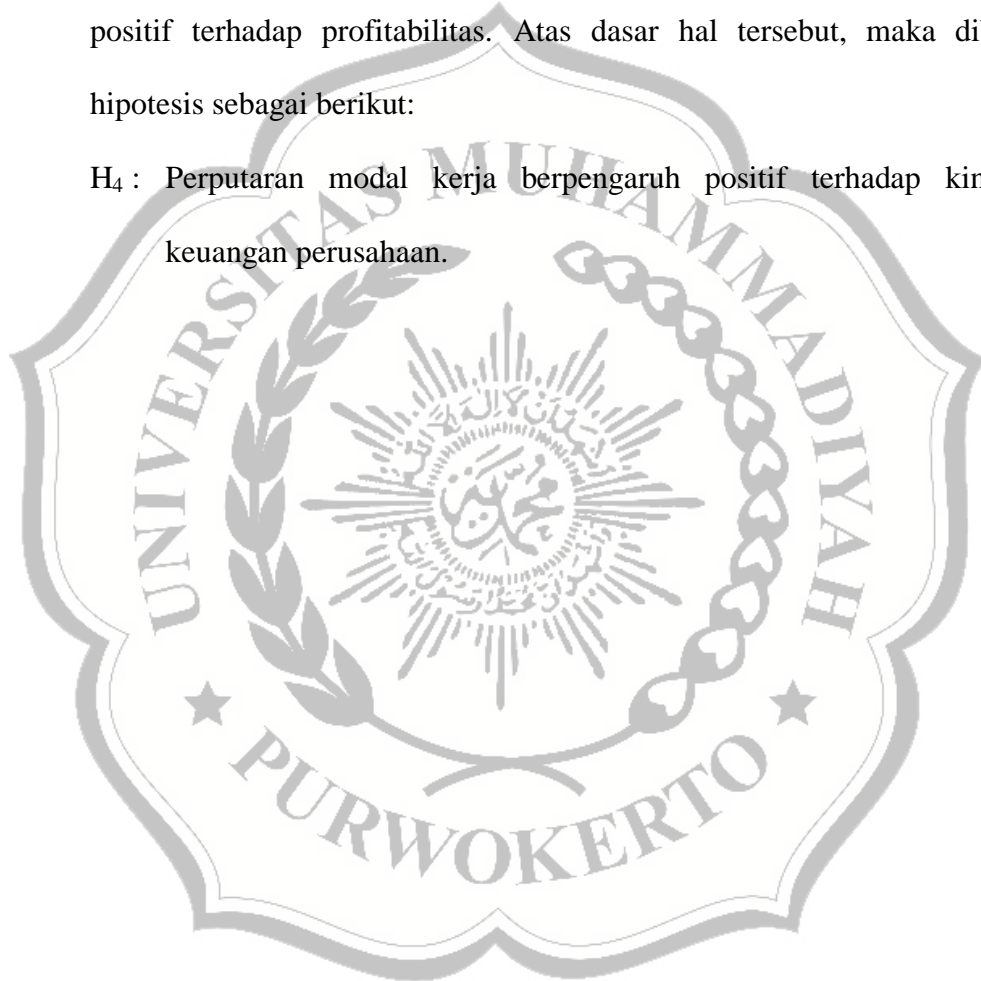 positif terhadap profitabilitas. Atas dasar hal tersebut, maka di
hipotesis sebagai berikut:
H₄ : Perputaran modal kerja berpengaruh positif terhadap kin
keuangan perusahaan.
UNIVERSITAS MUHAMMADIYAH
★ PURWOKERTO ★
محمد